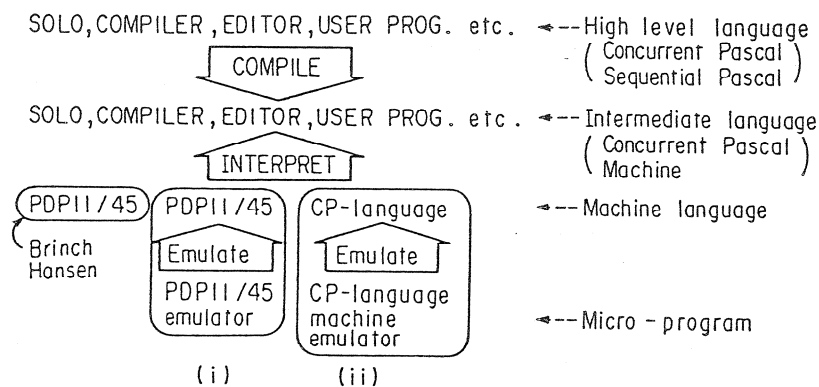 SOLO,COMPILER,EDITOR,USER PROG. etc. <--High level language
(Concurrent Pascal
Sequential Pascal)
COMPILE
SOLO,COMPILER,EDITOR,USER PROG. etc. <--Intermediate language
(Concurrent Pascal
Machine)
INTERPRET
PDP11/45 PDP11/45 CP-language <--Machine language
Brinch
Hansen
Emulate Emulate
PDP11/45
emulator
CP-language
machine
emulator
<--Micro-program
(i) (ii)